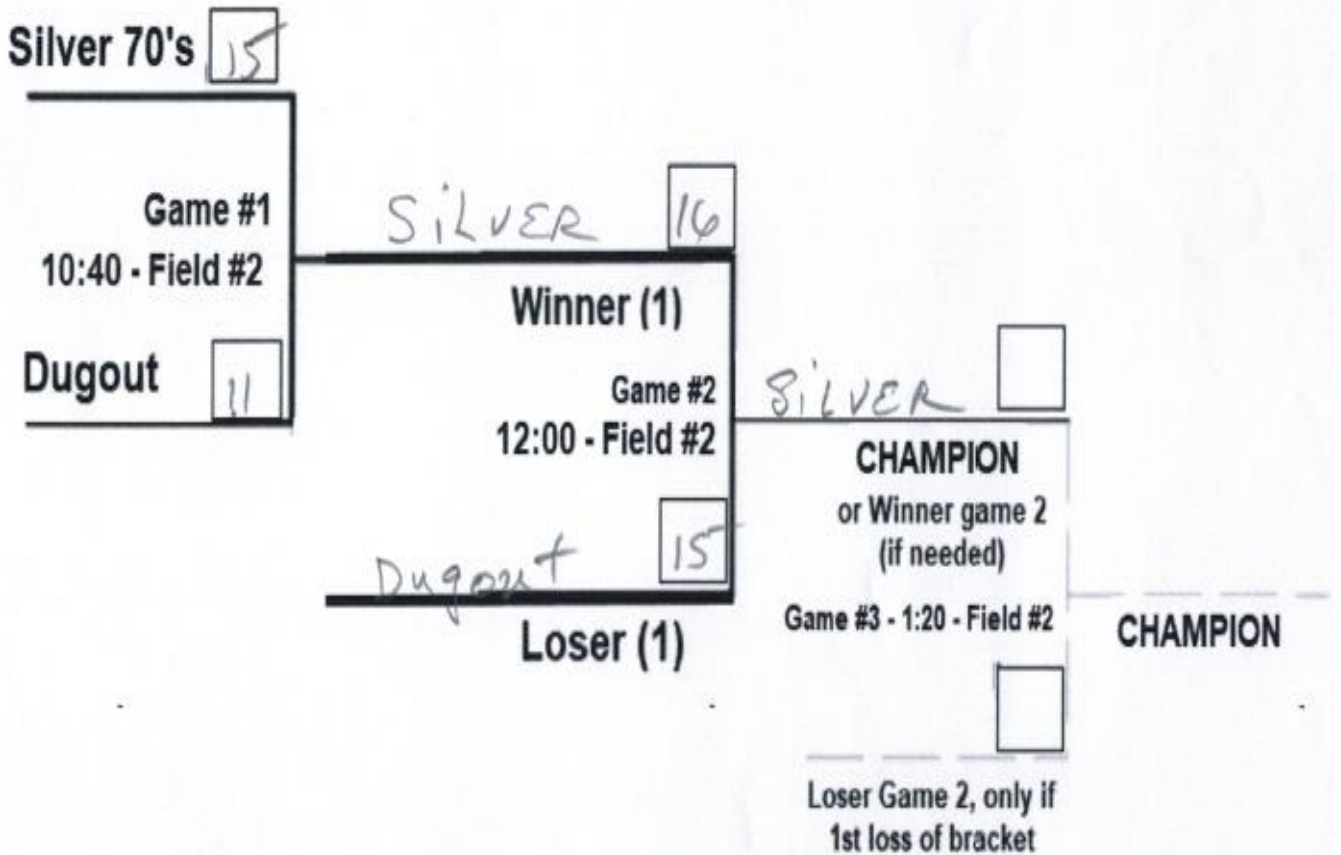 Silver 70's 15
Game #1
10:40 - Field #2
Dugout 11
SiLVER 16
Winner (1)
Game #2
12:00 - Field #2
Dugout 15
Loser (1)
SiLVER
CHAMPION
or Winner game 2
(if needed)
Game #3 - 1:20 - Field #2
Loser Game 2, only if
1st loss of bracket
CHAMPION